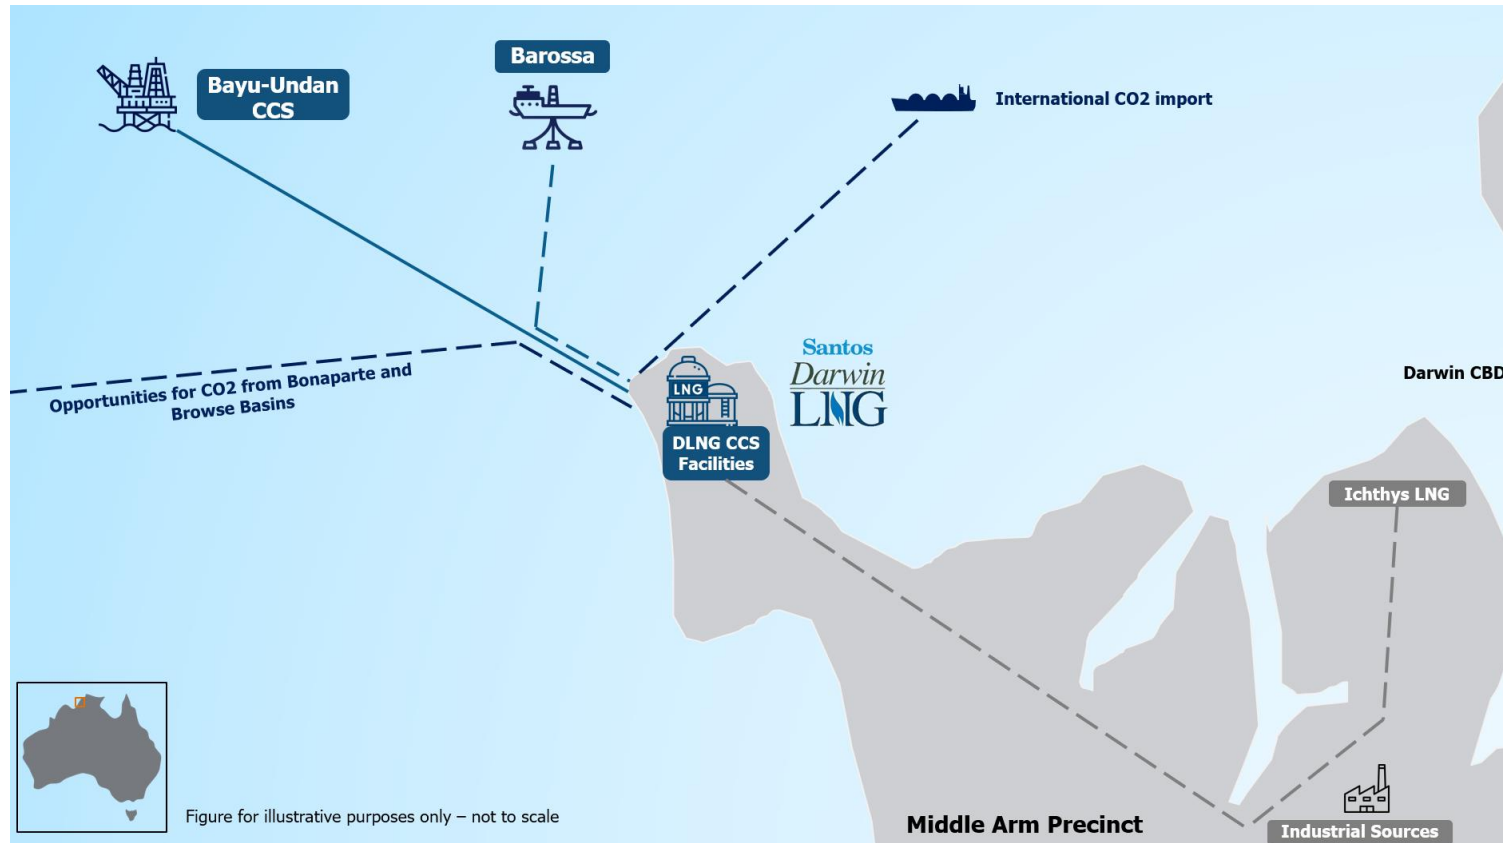 Barossa
Bayu-Undan
CCS
International CO2 import
Opportunities for CO2 from Bonaparte and
Browse Basins
Santos
Darwin
LNG
LNG
DLNG CCS
Facilities
Darwin CBD
Ichthys LNG
Figure for illustrative purposes only – not to scale
Middle Arm Precinct
Industrial Sources